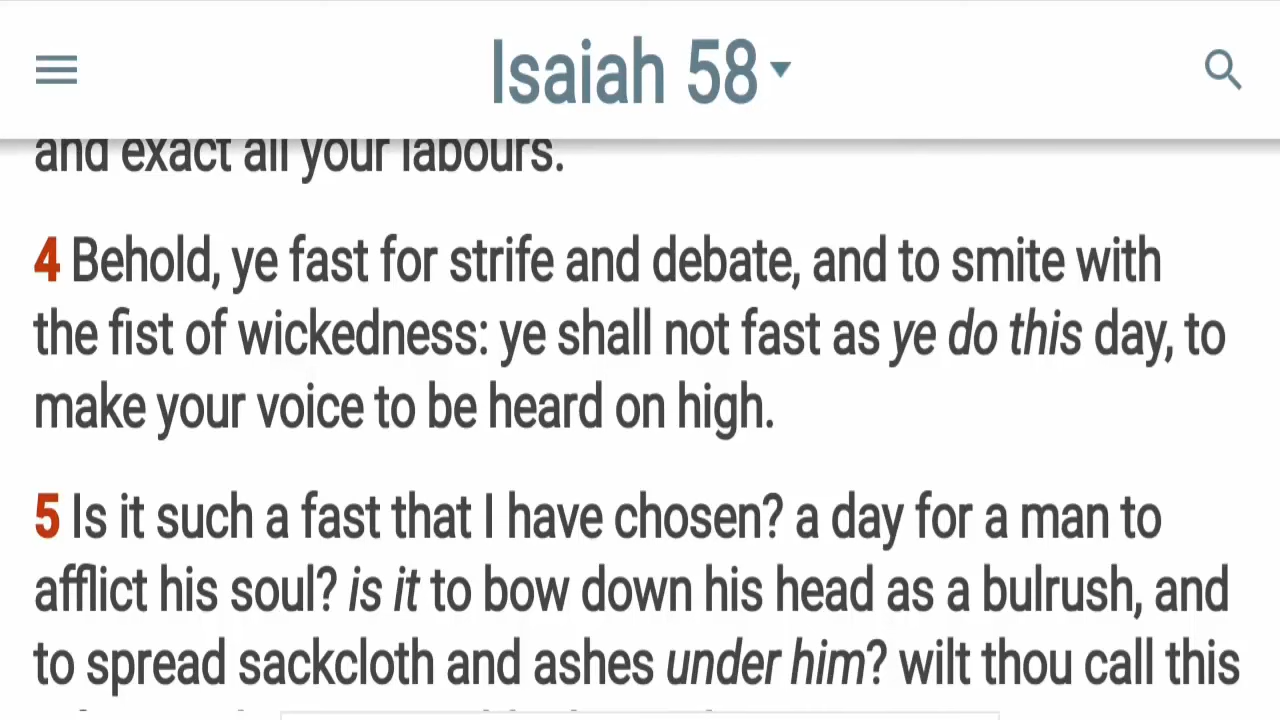 Isaiah 58
and exact all your labours.
4 Behold, ye fast for strife and debate, and to smite with
the fist of wickedness: ye shall not fast as ye do this day, to
make your voice to be heard on high.
5 Is it such a fast that I have chosen? a day for a man to
afflict his soul? is it to bow down his head as a bulrush, and
to spread sackcloth and ashes under him? wilt thou call this